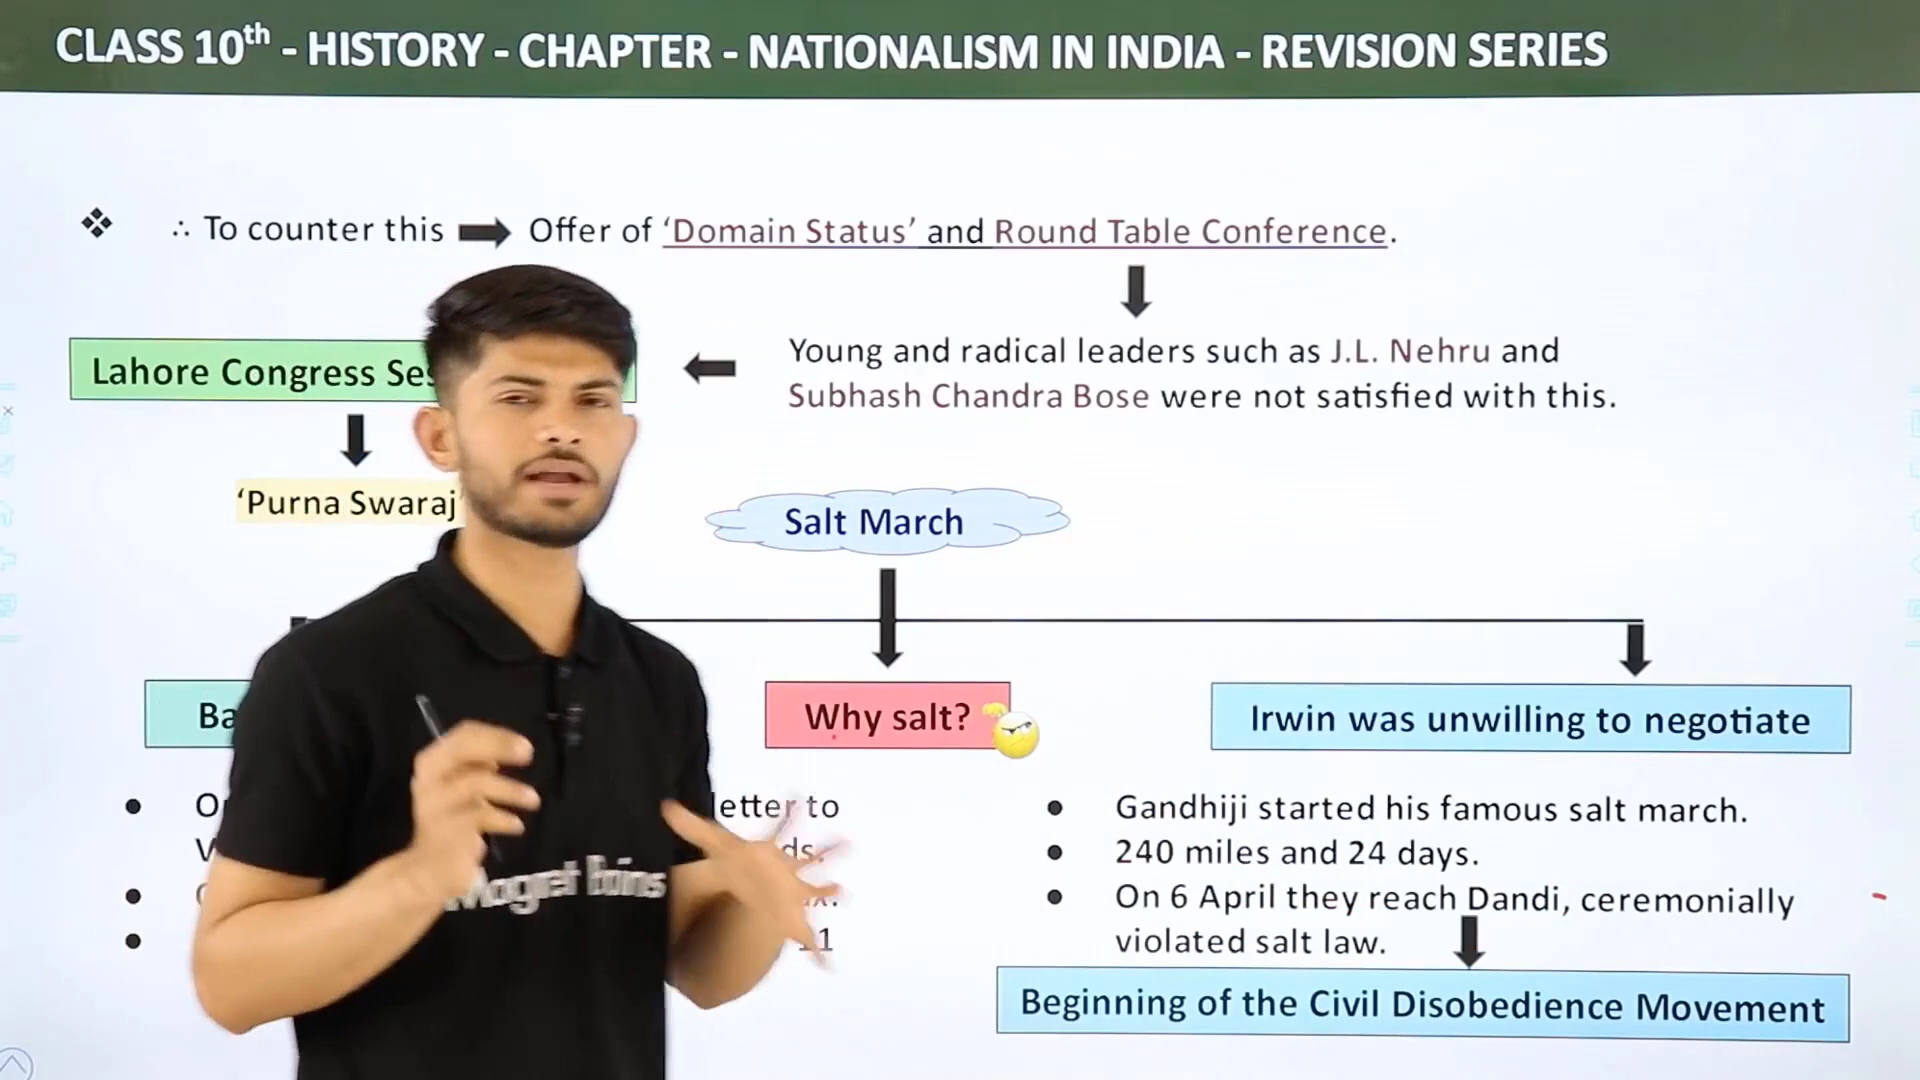 CLASS 10th - HISTORY - CHAPTER - NATIONALISM IN INDIA - REVISION SERIES
∴ To counter this Offer of ‘Domain Status’ and Round Table Conference.
Young and radical leaders such as J.L. Nehru and
Subhash Chandra Bose were not satisfied with this.
Lahore Congress Ses
‘Purna Swaraj’
Salt March
Ba
Why salt?
Irwin was unwilling to negotiate
letter to
ds.
11
Gandhiji started his famous salt march.
240 miles and 24 days.
On 6 April they reach Dandi, ceremonially
violated salt law.
Beginning of the Civil Disobedience Movement
Magnet Brains